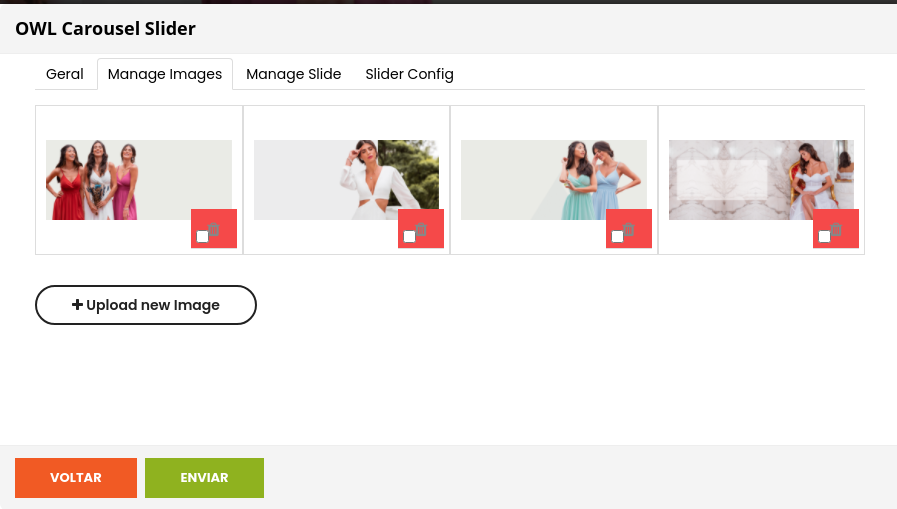 OWL Carousel Slider
Geral Manage Images Manage Slide Slider Config
Upload new Image
VOLTAR ENVIAR